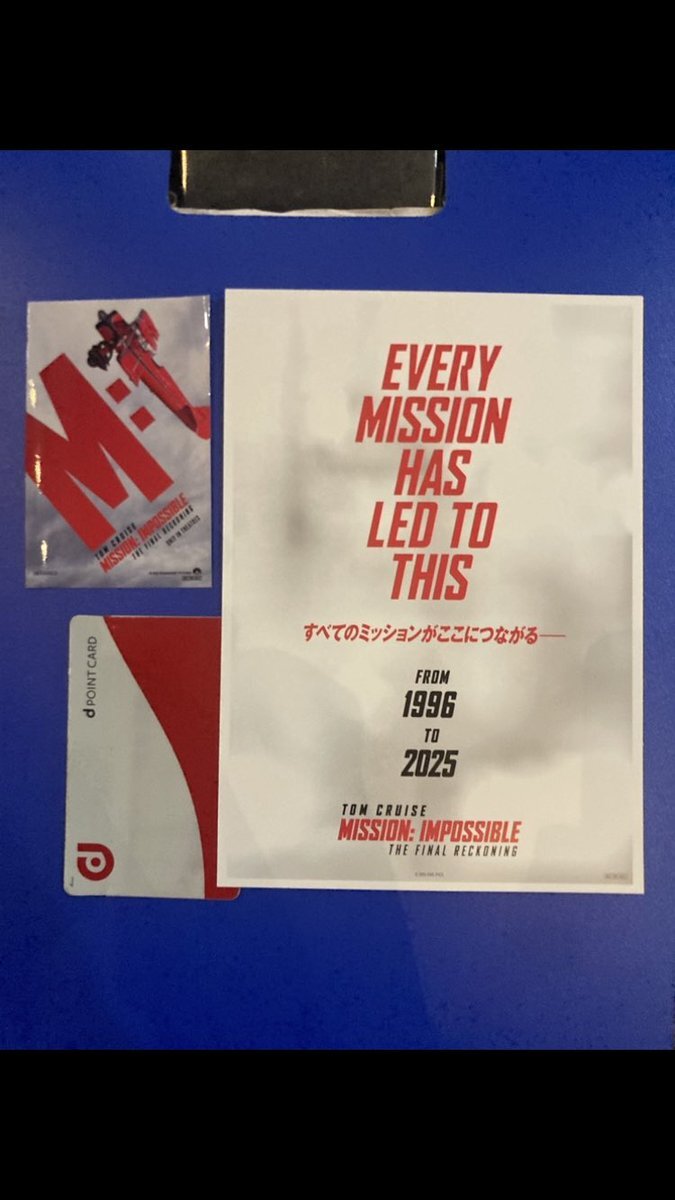 M:
TOM CRUISE
MISSION: IMPOSSIBLE
THE FINAL RECKONING
ONLY IN THEATRES
d POINT CARD
d
EVERY
MISSION
HAS
LED TO
THIS
すべてのミッションがここにつながる──
FROM
1996
TO
2025
TOM CRUISE
MISSION: IMPOSSIBLE
THE FINAL RECKONING